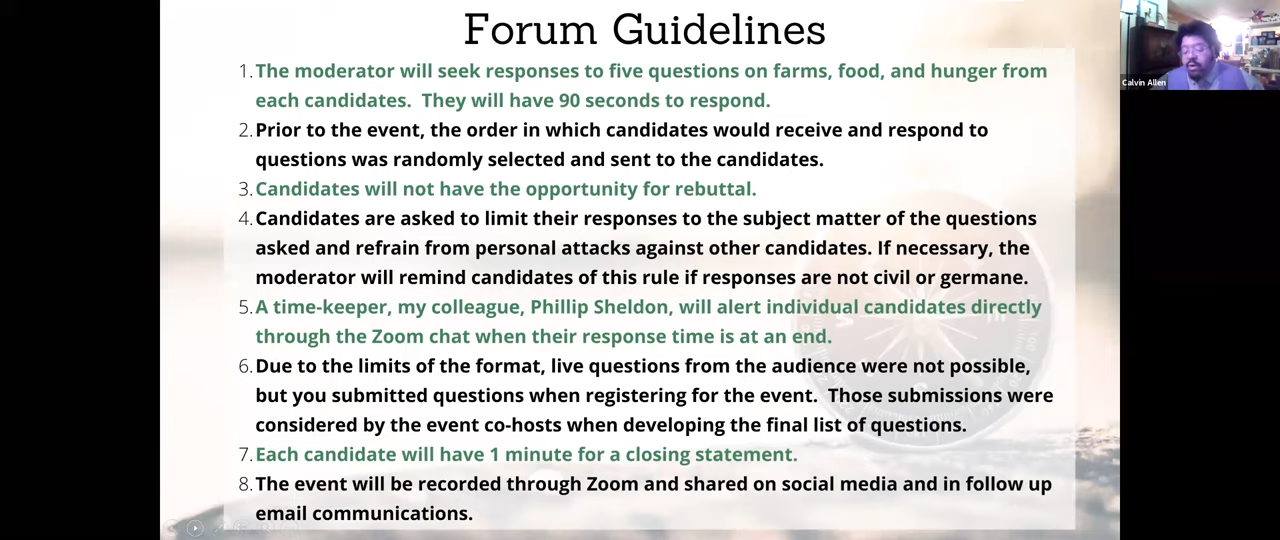 Forum Guidelines
1. The moderator will seek responses to five questions on farms, food, and hunger from
each candidates.  They will have 90 seconds to respond.
2. Prior to the event, the order in which candidates would receive and respond to
questions was randomly selected and sent to the candidates.
3. Candidates will not have the opportunity for rebuttal.
4. Candidates are asked to limit their responses to the subject matter of the questions
asked and refrain from personal attacks against other candidates. If necessary, the
moderator will remind candidates of this rule if responses are not civil or germane.
5. A time-keeper, my colleague, Phillip Sheldon, will alert individual candidates directly
through the Zoom chat when their response time is at an end.
6. Due to the limits of the format, live questions from the audience were not possible,
but you submitted questions when registering for the event.  Those submissions were
considered by the event co-hosts when developing the final list of questions.
7. Each candidate will have 1 minute for a closing statement.
8. The event will be recorded through Zoom and shared on social media and in follow up
email communications.
Calvin Allen